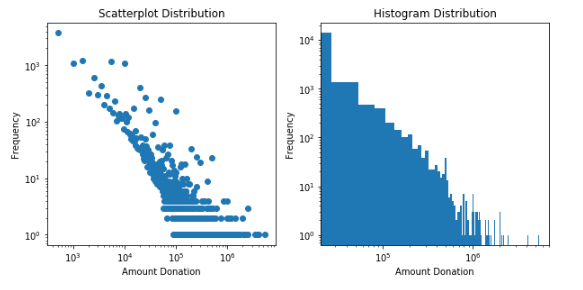 Scatterplot Distribution
Frequency
10³
10²
10¹
10⁰
10³ 10⁴ 10⁵ 10⁶
Amount Donation
Histogram Distribution
Frequency
10⁴
10³
10²
10¹
10⁰
10⁵ 10⁶
Amount Donation